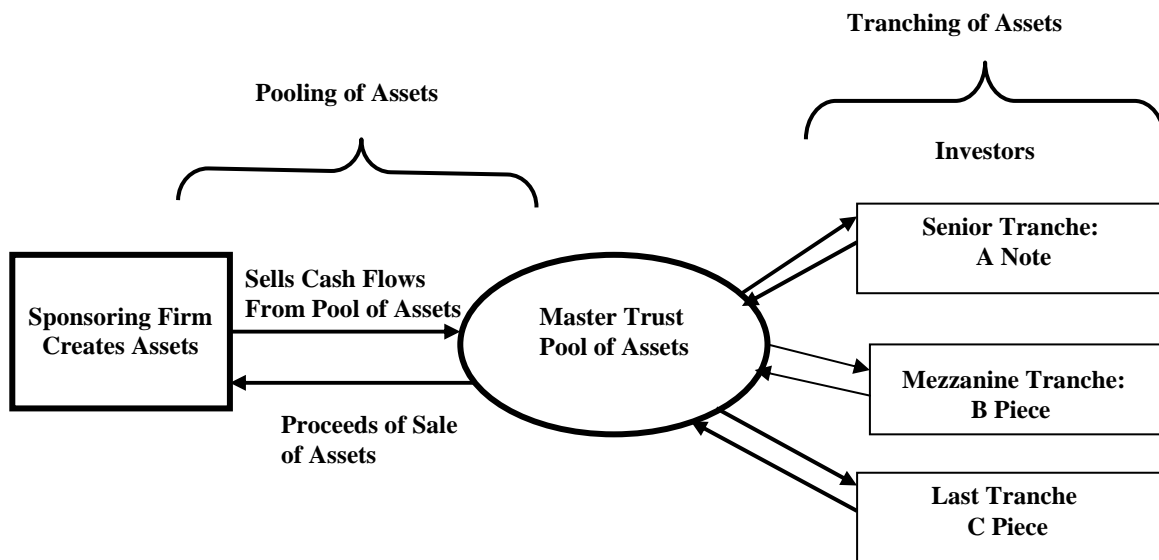 Tranching of Assets
Pooling of Assets
Investors
Sponsoring Firm
Creates Assets
Sells Cash Flows
From Pool of Assets
Proceeds of Sale
of Assets
Master Trust
Pool of Assets
Senior Tranche:
A Note
Mezzanine Tranche:
B Piece
Last Tranche
C Piece